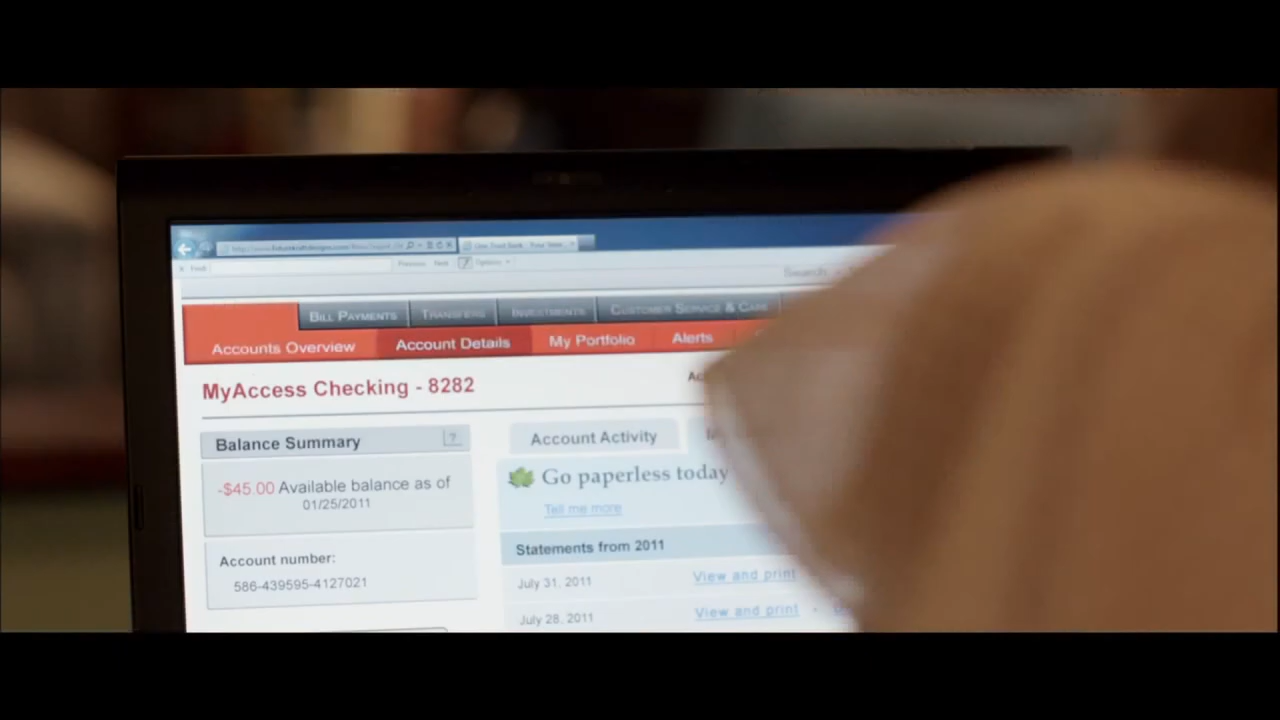 Search
BILL PAYMENTS TRANSFERS INVESTMENTS CUSTOMER SERVICE & CARE
Accounts Overview Account Details My Portfolio Alerts
MyAccess Checking - 8282
Balance Summary ?
-$45.00 Available balance as of
01/25/2011
Account number:
586-439595-4127021
Account Activity
Go paperless today
Tell me more
Statements from 2011
July 31, 2011 View and print
July 28, 2011 View and print